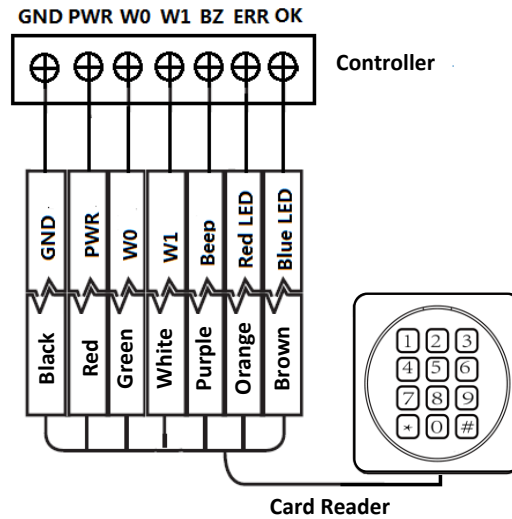 GND PWR W0 W1 BZ ERR OK
Controller
GND
PWR
W0
W1
Beep
Red LED
Blue LED
Black
Red
Green
White
Purple
Orange
Brown
1 2 3
4 5 6
7 8 9
* 0 #
Card Reader